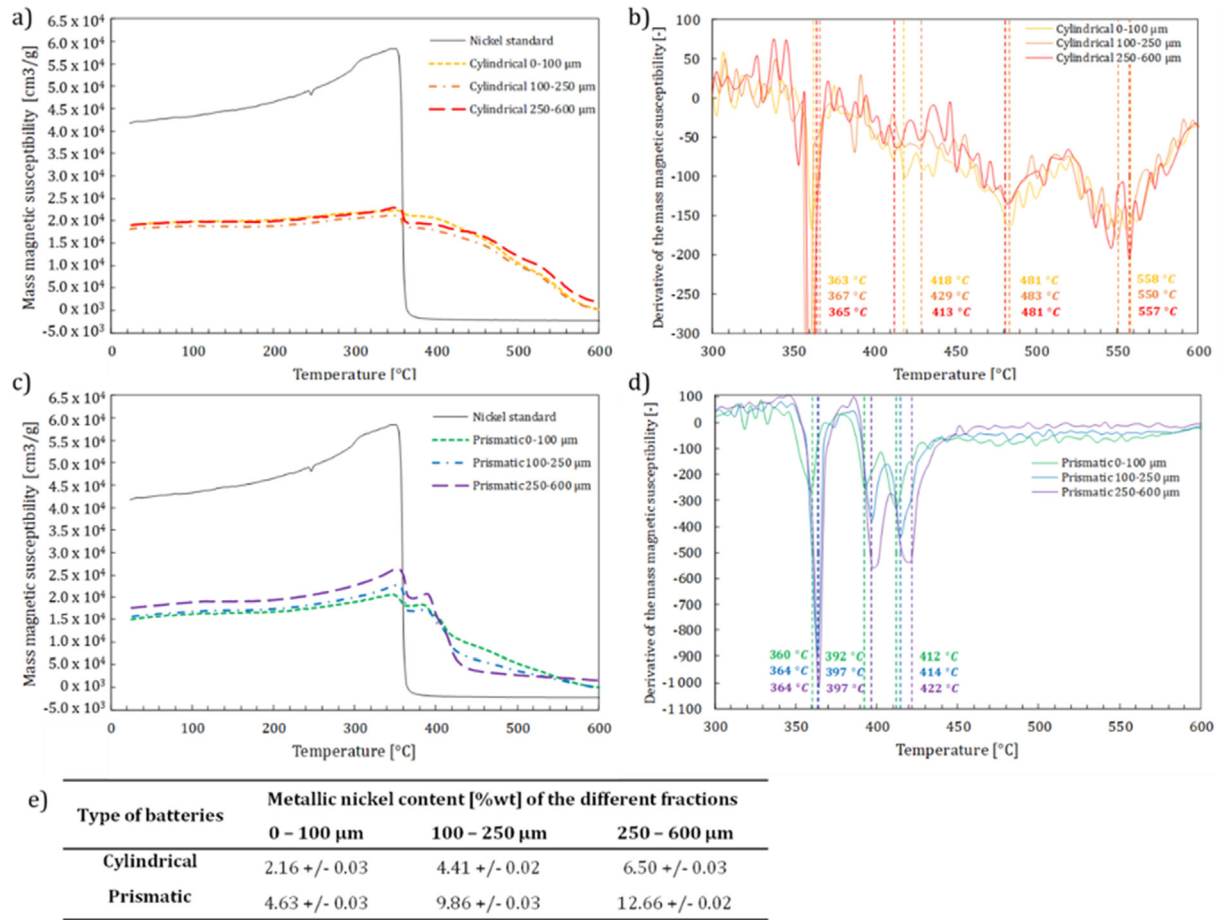 a)
Mass magnetic susceptibility [cm3/g]
6.5 x 10⁴
6.0 x 10⁴
5.5 x 10⁴
5.0 x 10⁴
4.5 x 10⁴
4.0 x 10⁴
3.5 x 10⁴
3.0 x 10⁴
2.5 x 10⁴
2.0 x 10⁴
1.5 x 10⁴
1.0 x 10⁴
5.0 x 10³
0
-5.0 x 10³
0
200
400
600
Temperature [°C]
Nickel standard
Cylindrical 0-100 µm
Cylindrical 100-250 µm
Cylindrical 250-600 µm
b)
Derivative of the mass magnetic susceptibility [-]
100
50
0
-50
-100
-150
-200
-250
-300
300
350
400
450
500
550
600
Temperature [°C]
Cylindrical 0-100 µm
Cylindrical 100-250 µm
Cylindrical 250-600 µm
363 °C 418 °C 481 °C 558 °C
367 °C 429 °C 483 °C 550 °C
365 °C 413 °C 481 °C 557 °C
c)
Mass magnetic susceptibility [cm3/g]
6.5 x 10⁴
6.0 x 10⁴
5.5 x 10⁴
5.0 x 10⁴
4.5 x 10⁴
4.0 x 10⁴
3.5 x 10⁴
3.0 x 10⁴
2.5 x 10⁴
2.0 x 10⁴
1.5 x 10⁴
1.0 x 10⁴
5.0 x 10³
0
-5.0 x 10³
0
200
400
600
Temperature [°C]
Nickel standard
Prismatic 0-100 µm
Prismatic 100-250 µm
Prismatic 250-600 µm
d)
Derivative of the mass magnetic susceptibility [-]
100
0
-100
-200
-300
-400
-500
-600
-700
-800
-900
-1 000
-1 100
300
350
400
450
500
550
600
Temperature [°C]
Prismatic 0-100 µm
Prismatic 100-250 µm
Prismatic 250-600 µm
360 °C 392 °C 412 °C
364 °C 397 °C 414 °C
364 °C 397 °C 422 °C
e)
Type of batteries
Metallic nickel content [%wt] of the different fractions
0 – 100 µm 100 – 250 µm 250 – 600 µm
Cylindrical 2.16 +/- 0.03 4.41 +/- 0.02 6.50 +/- 0.03
Prismatic 4.63 +/- 0.03 9.86 +/- 0.03 12.66 +/- 0.02